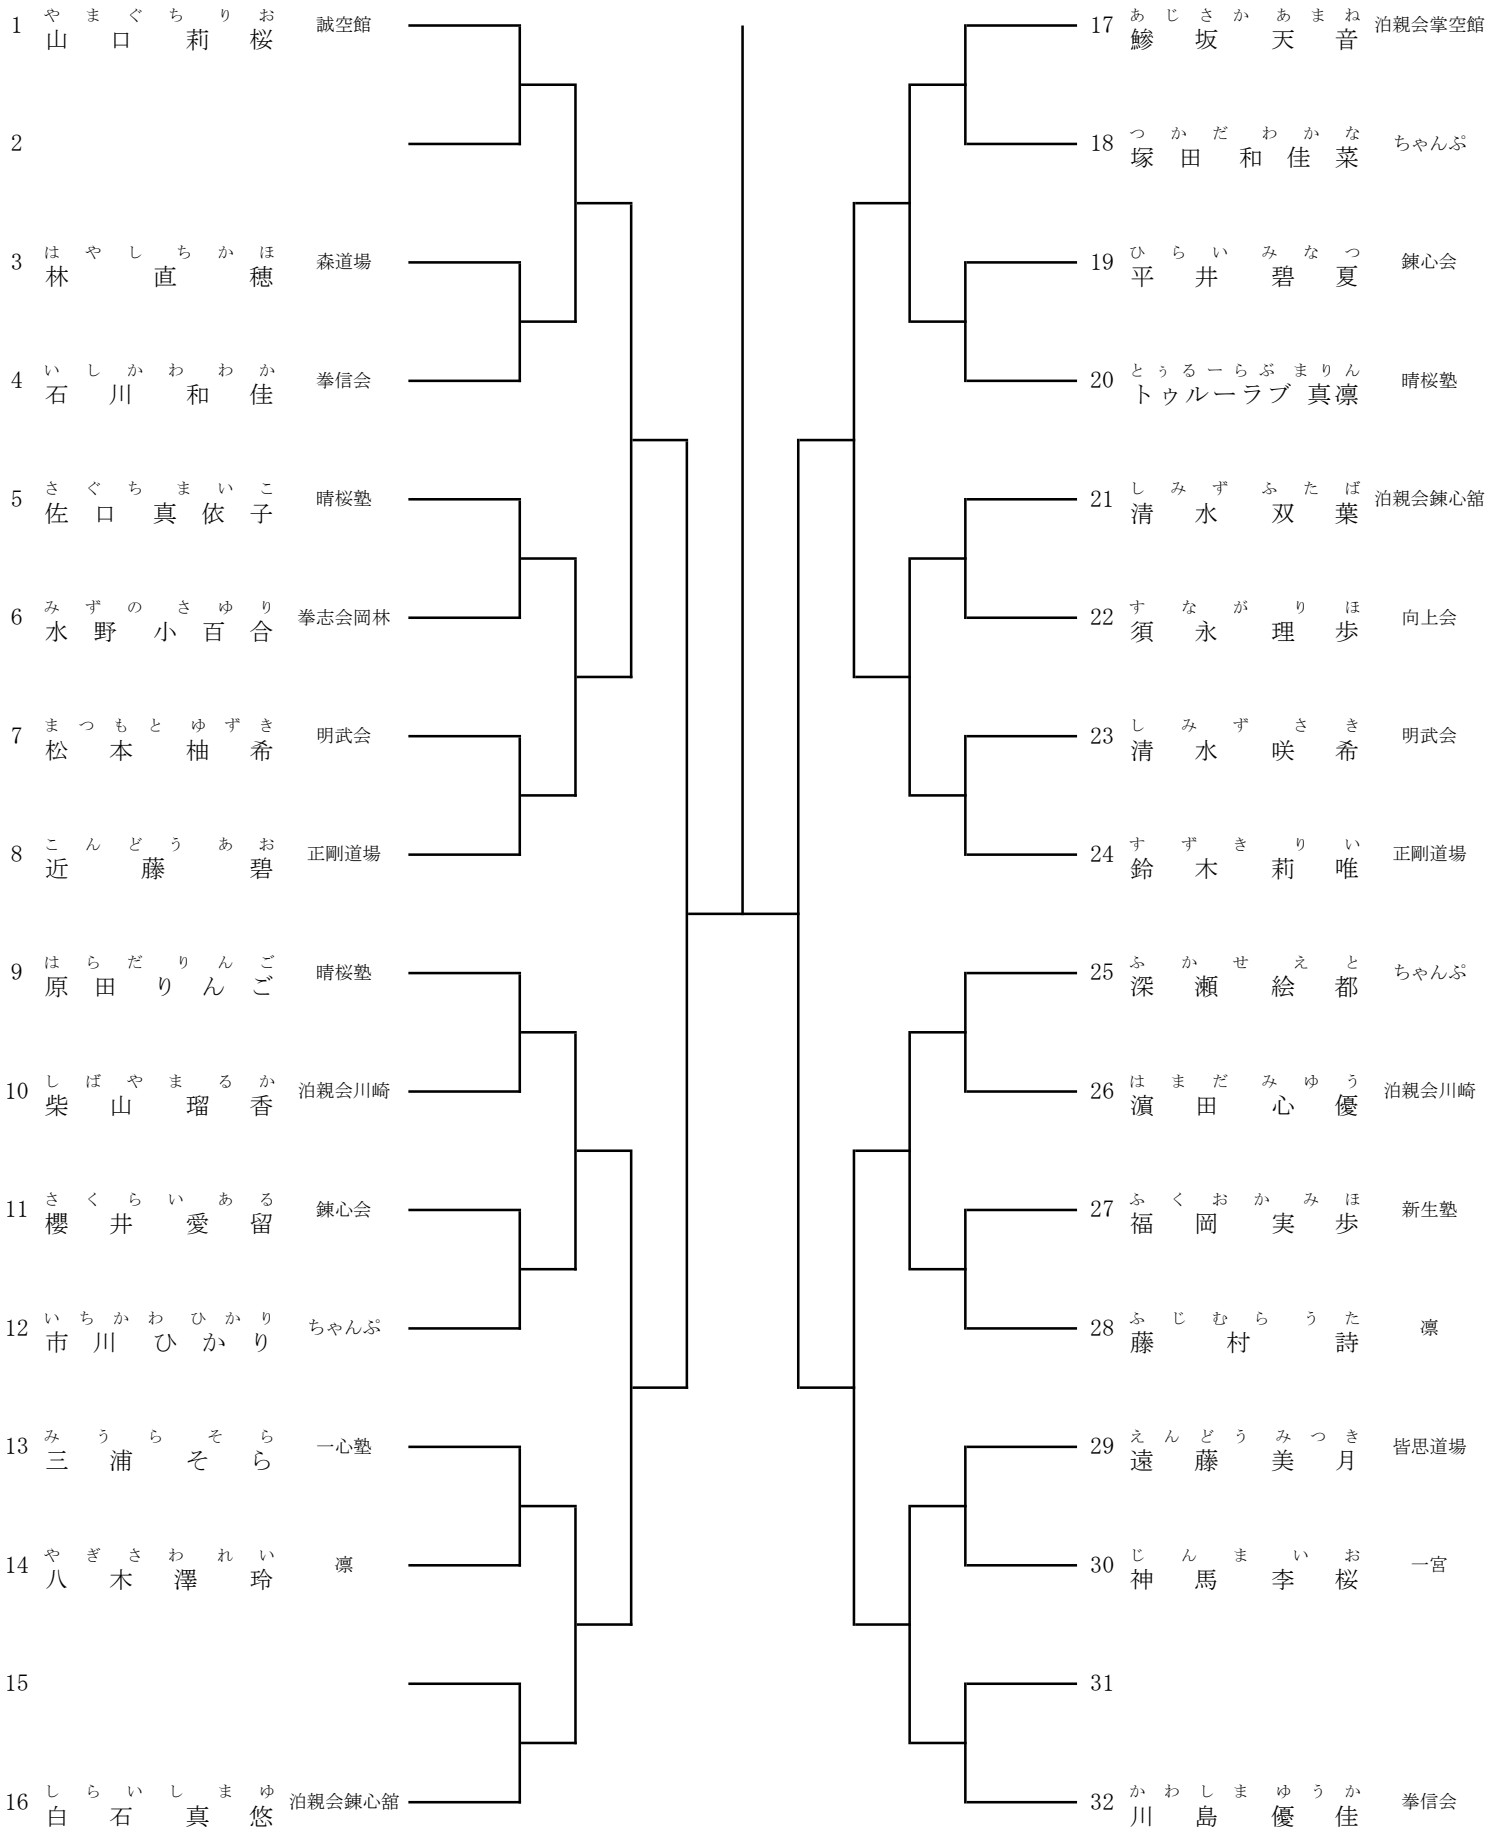 やまぐちりお
1 山口莉桜 誠空館
2
はやしちかほ
3 林直穂 森道場
いしかわわか
4 石川和佳 拳信会
さぐちまいこ
5 佐口真依子 晴桜塾
みずのさゆり
6 水野小百合 拳志会岡林
まつもとゆずき
7 松本柚希 明武会
こんどうあお
8 近藤碧 正剛道場
はらだりんご
9 原田りんご 晴桜塾
しばやまるか
10 柴山瑠香 泊親会川崎
さくらいある
11 櫻井愛留 錬心会
いちかわひかり
12 市川ひかり ちゃんぷ
みうらそら
13 三浦そら 一心塾
やぎさわれい
14 八木澤玲 凛
15
しらいしまゆ
16 白石真悠 泊親会錬心舘
あじさかあまね
17 鰺坂天音 泊親会掌空館
つかだわかな
18 塚田和佳菜 ちゃんぷ
ひらいみなつ
19 平井碧夏 錬心会
とぅるーらぶ まりん
20 トゥルーラブ 真凛 晴桜塾
しみずふたば
21 清水双葉 泊親会錬心舘
すながりほ
22 須永理歩 向上会
しみずさき
23 清水咲希 明武会
すずきりい
24 鈴木莉唯 正剛道場
ふかせえと
25 深瀬絵都 ちゃんぷ
はまだみゆう
26 濵田心優 泊親会川崎
ふくおかみほ
27 福岡実歩 新生塾
ふじむらうた
28 藤村詩 凛
えんどうみつき
29 遠藤美月 皆思道場
じんまいお
30 神馬李桜 一宮
31
かわしまゆうか
32 川島優佳 拳信会